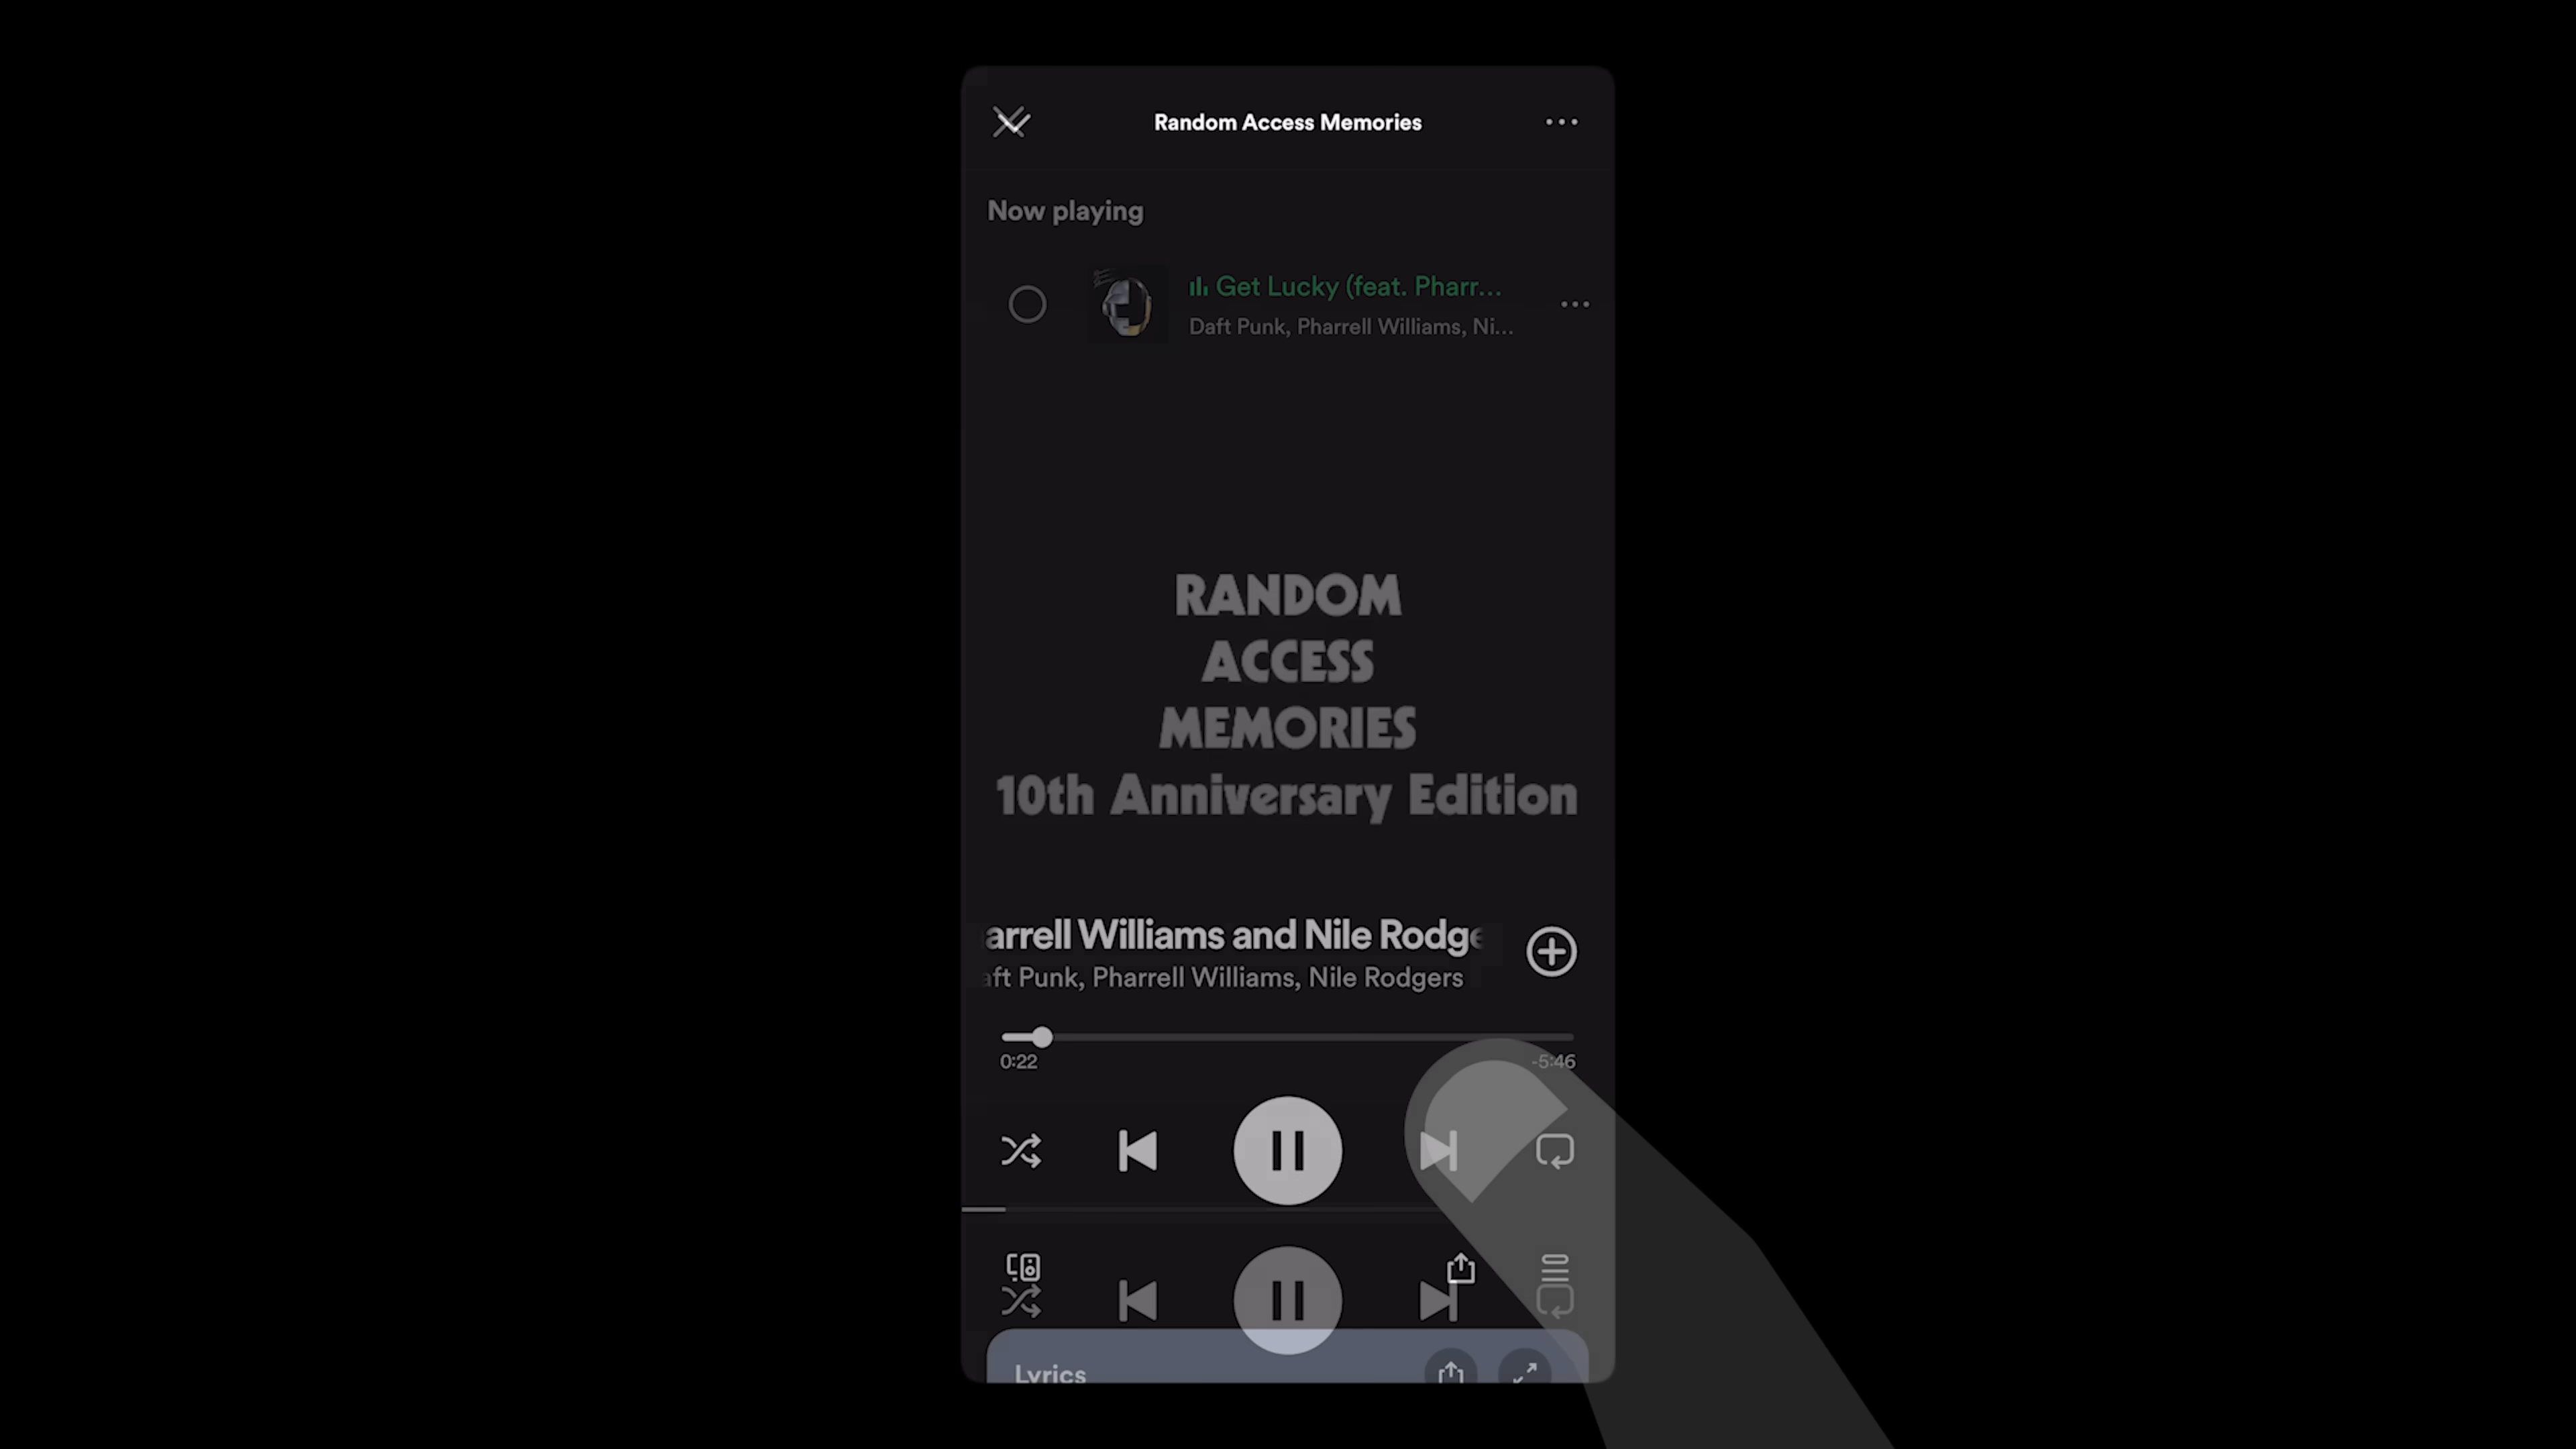 Random Access Memories
Now playing
Get Lucky (feat. Pharr...
Daft Punk, Pharrell Williams, Ni...
RANDOM
ACCESS
MEMORIES
10th Anniversary Edition
arrell Williams and Nile Rodge
aft Punk, Pharrell Williams, Nile Rodgers
0:22
-5:46
Lyrics